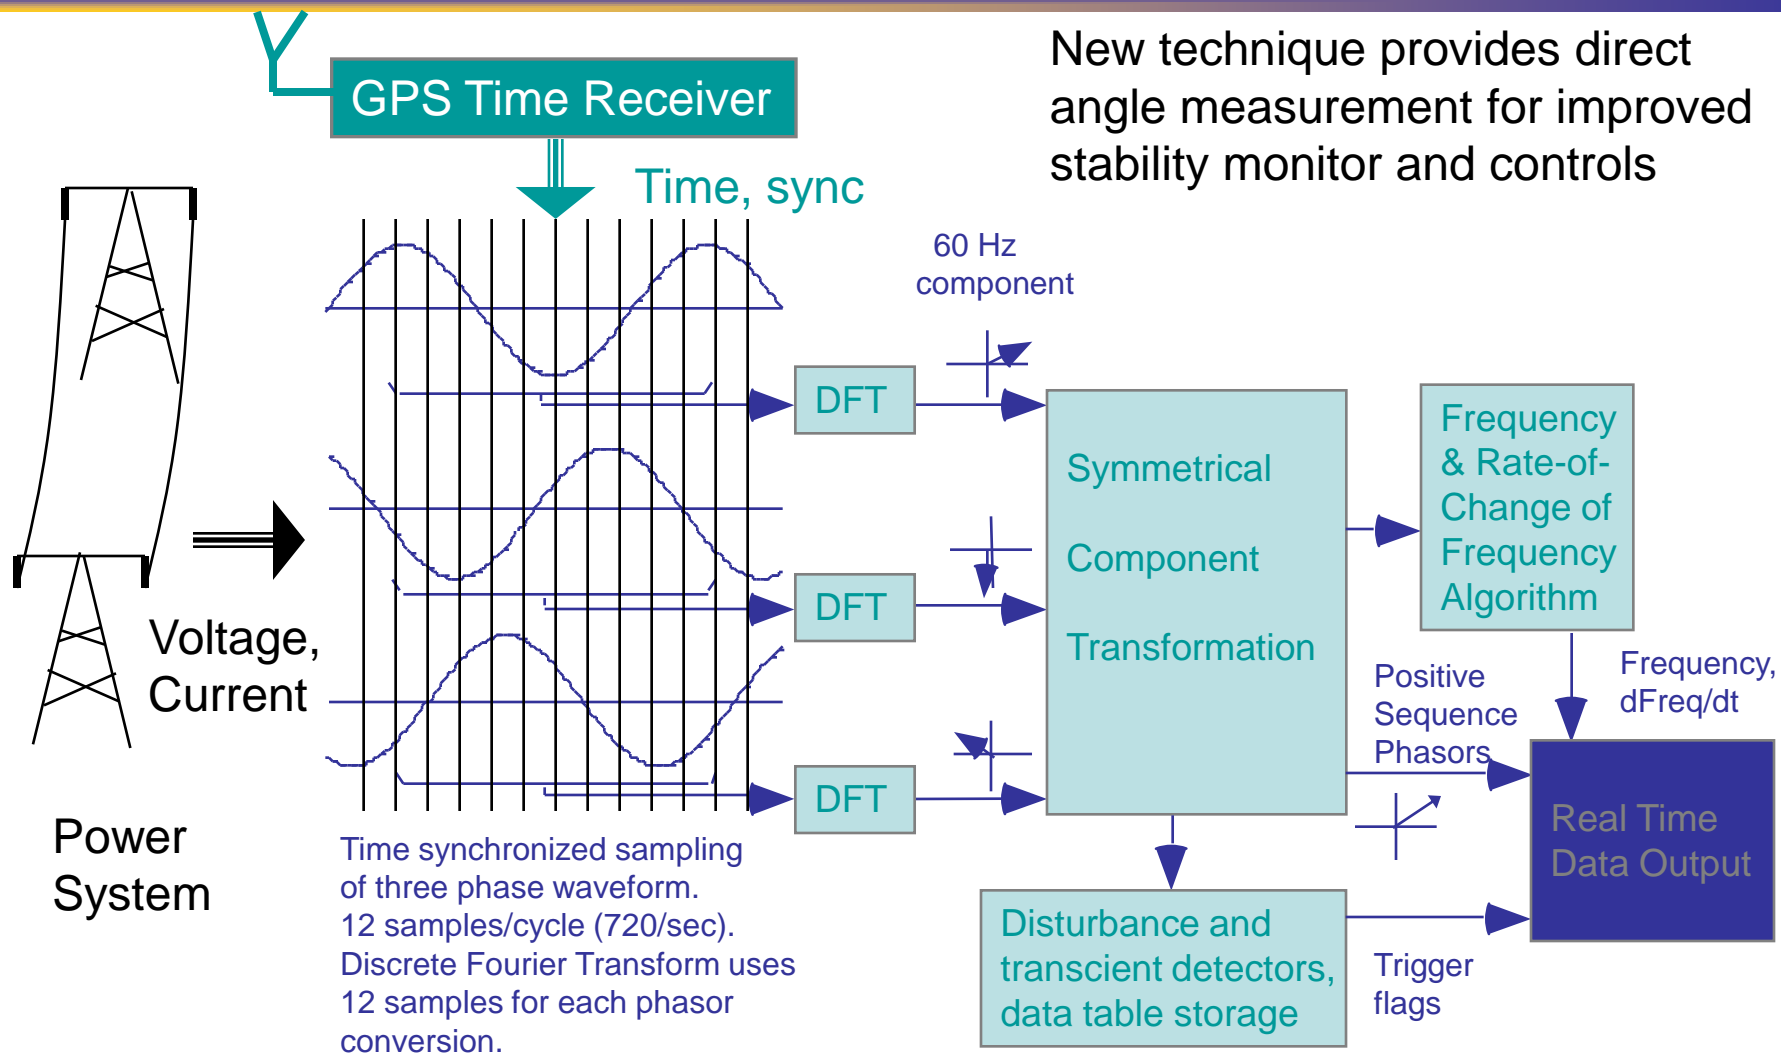 GPS Time Receiver
New technique provides direct
angle measurement for improved
stability monitor and controls
Time, sync
60 Hz
component
DFT
DFT
DFT
Symmetrical
Component
Transformation
Frequency
& Rate-of-
Change of
Frequency
Algorithm
Voltage,
Current
Positive
Sequence
Phasors
Frequency,
dFreq/dt
Power
System
Time synchronized sampling
of three phase waveform.
12 samples/cycle (720/sec).
Discrete Fourier Transform uses
12 samples for each phasor
conversion.
Disturbance and
transcient detectors,
data table storage
Trigger
flags
Real Time
Data Output